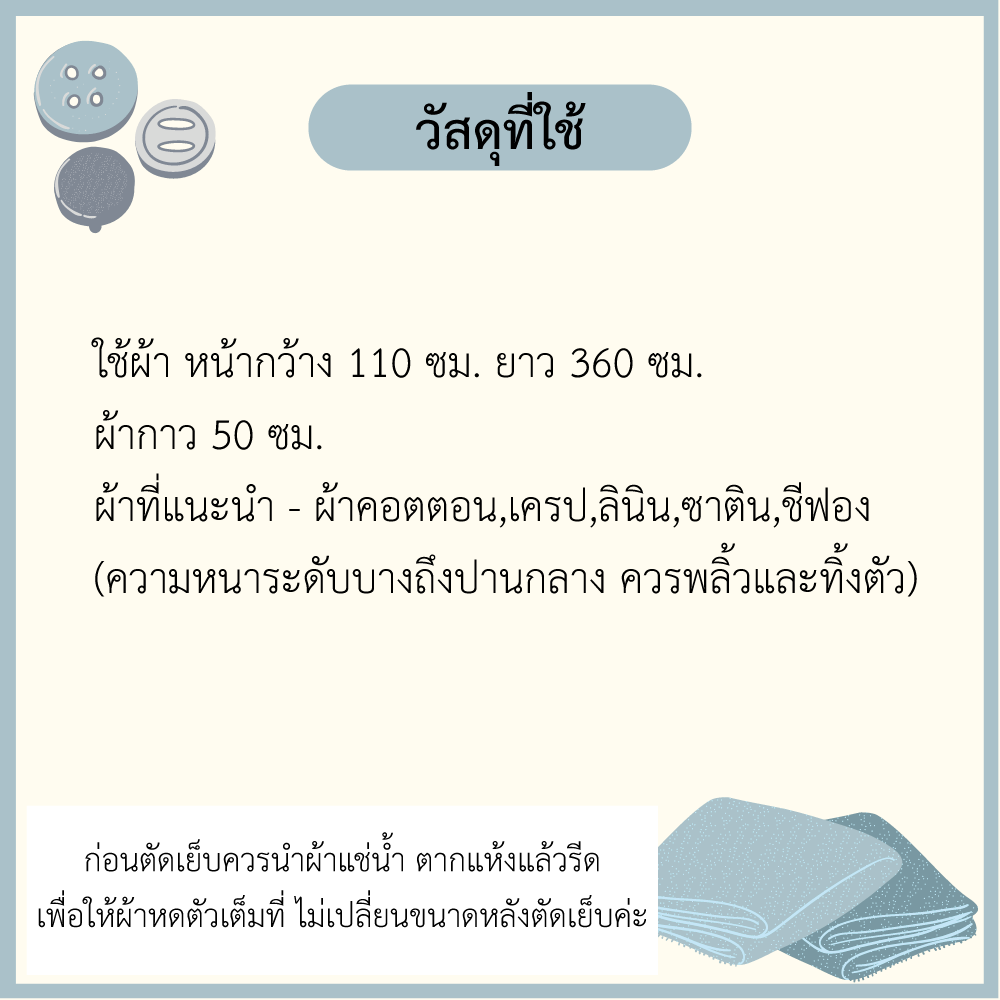 วัสดุที่ใช้
ใช้ผ้า หน้ากว้าง 110 ซม. ยาว 360 ซม.
ผ้ากาว 50 ซม.
ผ้าที่แนะนำ - ผ้าคอตตอน,เครป,ลินิน,ซาติน,ชีฟอง
(ความหนาระดับบางถึงปานกลาง ควรพลิ้วและทิ้งตัว)
ก่อนตัดเย็บควรนำผ้าแช่น้ำ ตากแห้งแล้วรีด
เพื่อให้ผ้าหดตัวเต็มที่ ไม่เปลี่ยนขนาดหลังตัดเย็บค่ะ